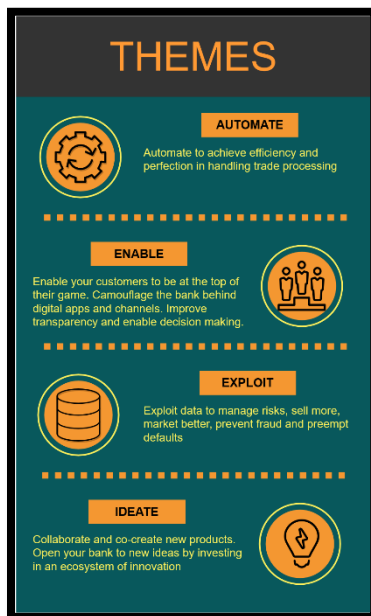 THEMES
AUTOMATE
Automate to achieve efficiency and
perfection in handling trade processing
ENABLE
Enable your customers to be at the top of
their game. Camouflage the bank behind
digital apps and channels. Improve
transparency and enable decision making.
EXPLOIT
Exploit data to manage risks, sell more,
market better, prevent fraud and preempt
defaults
IDEATE
Collaborate and co-create new products.
Open your bank to new ideas by investing
in an ecosystem of innovation